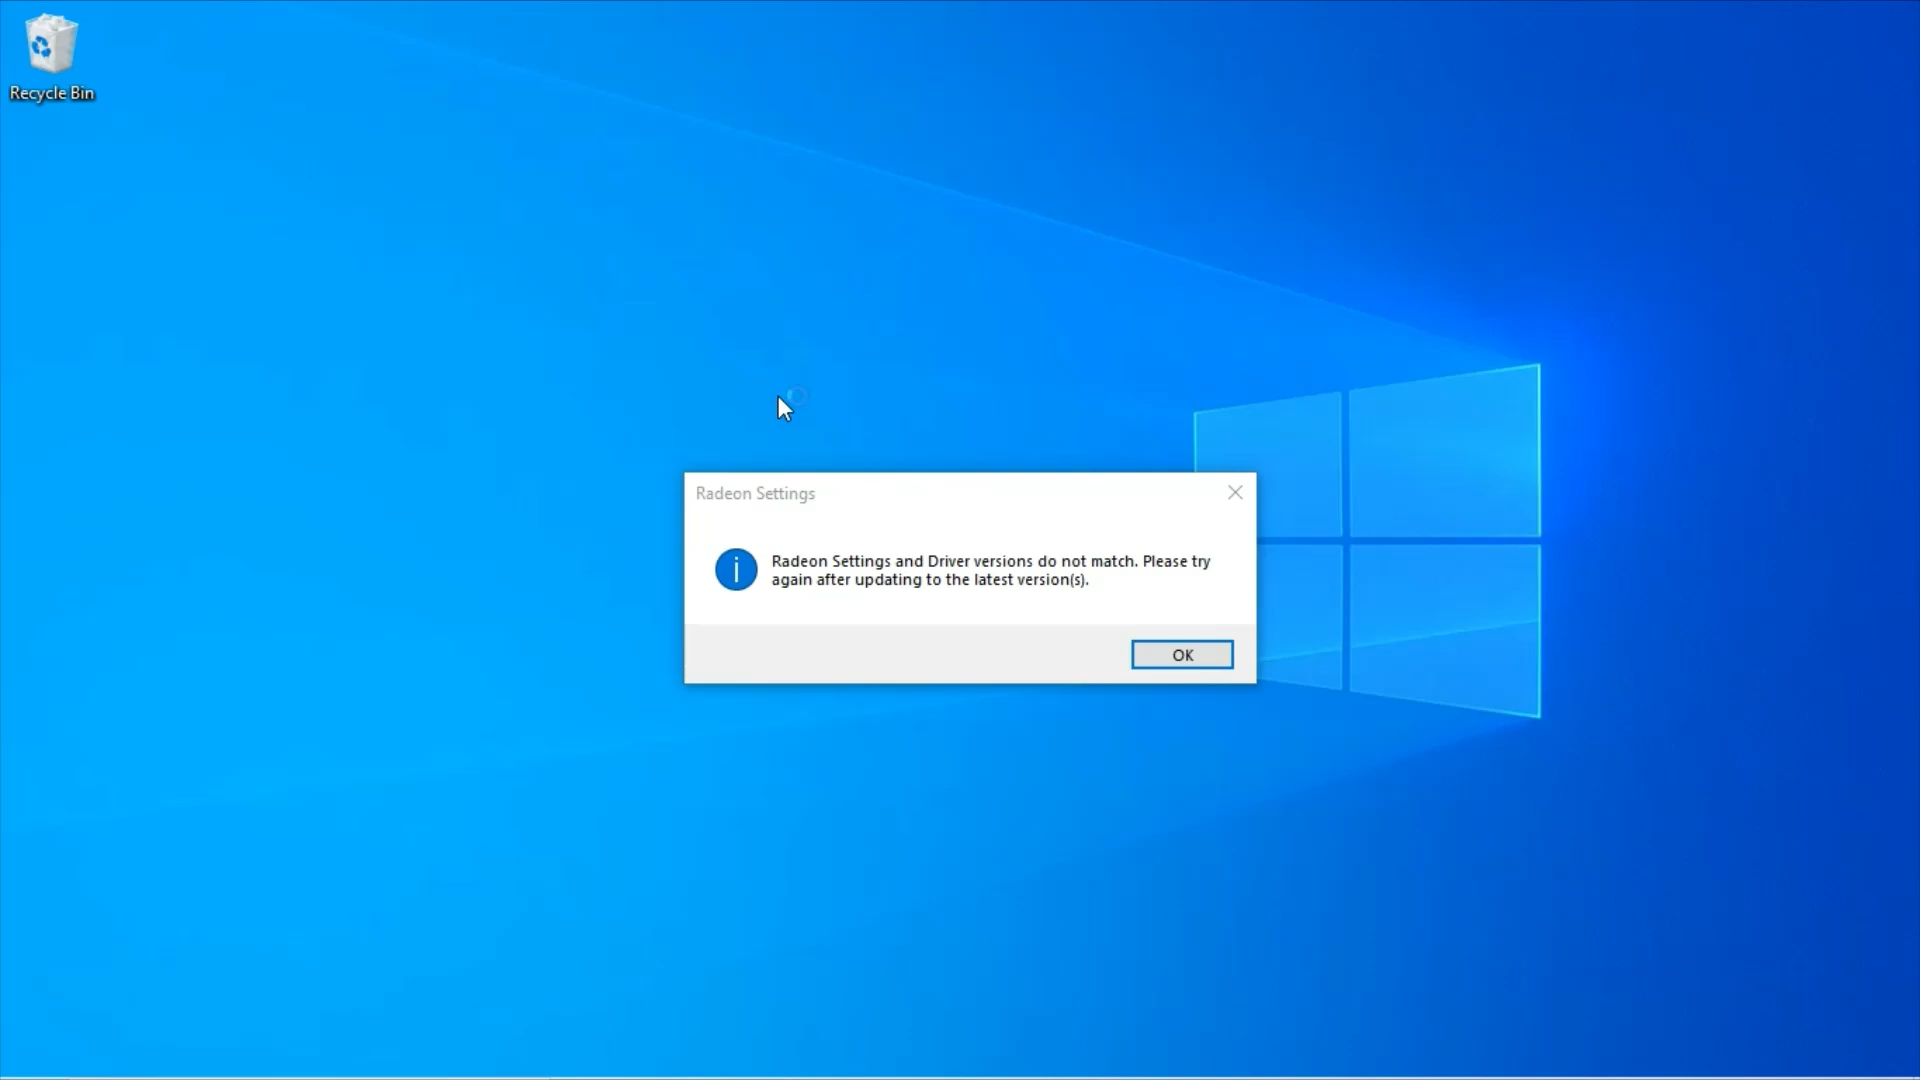 Recycle Bin
Radeon Settings
Radeon Settings and Driver versions do not match. Please try
again after updating to the latest version(s).
OK